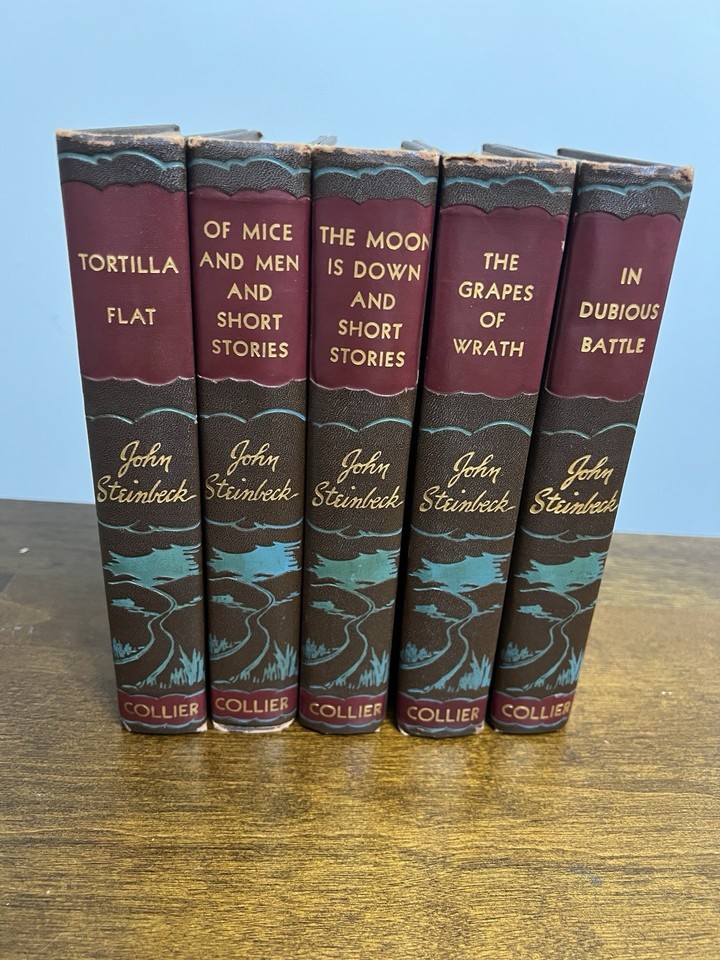 TORTILLA
FLAT
John
Steinbeck
COLLIER
OF MICE
AND MEN
AND
SHORT
STORIES
John
Steinbeck
COLLIER
THE MOON
IS DOWN
AND
SHORT
STORIES
John
Steinbeck
COLLIER
THE
GRAPES
OF
WRATH
John
Steinbeck
COLLIER
IN
DUBIOUS
BATTLE
John
Steinbeck
COLLIER